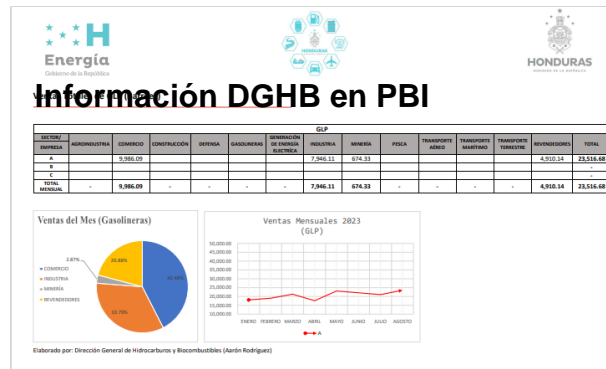 H
Energía
Gobierno de la República
HONDURAS
HONDURAS
GOBIERNO DE LA REPÚBLICA
Información DGHB en PBI
GLP
SECTOR/ EMPRESA AGROINDUSTRIA COMERCIO CONSTRUCCIÓN DEFENSA GASOLINERAS GENERACIÓN DE ENERGÍA ELECTRICA INDUSTRIA MINERÍA PESCA TRANSPORTE AÉREO TRANSPORTE MARÍTIMO TRANSPORTE TERRESTRE REVENDEDORES TOTAL
A 9,986.09 7,946.11 674.33 4,910.14 23,516.68
B -
C -
TOTAL MENSUAL - 9,986.09 - - - - 7,946.11 674.33 - - - - 4,910.14 23,516.68
Ventas del Mes (Gasolineras)
COMERCIO
INDUSTRIA
MINERÍA
REVENDEDORES
2.87%
20.88%
33.79%
Ventas Mensuales 2023
(GLP)
50,000.00
45,000.00
40,000.00
35,000.00
30,000.00
25,000.00
20,000.00
15,000.00
10,000.00
ENERO FEBRERO MARZO ABRIL MAYO JUNIO JULIO AGOSTO
A
Elaborado por: Dirección General de Hidrocarburos y Biocombustibles (Aarón Rodríguez)